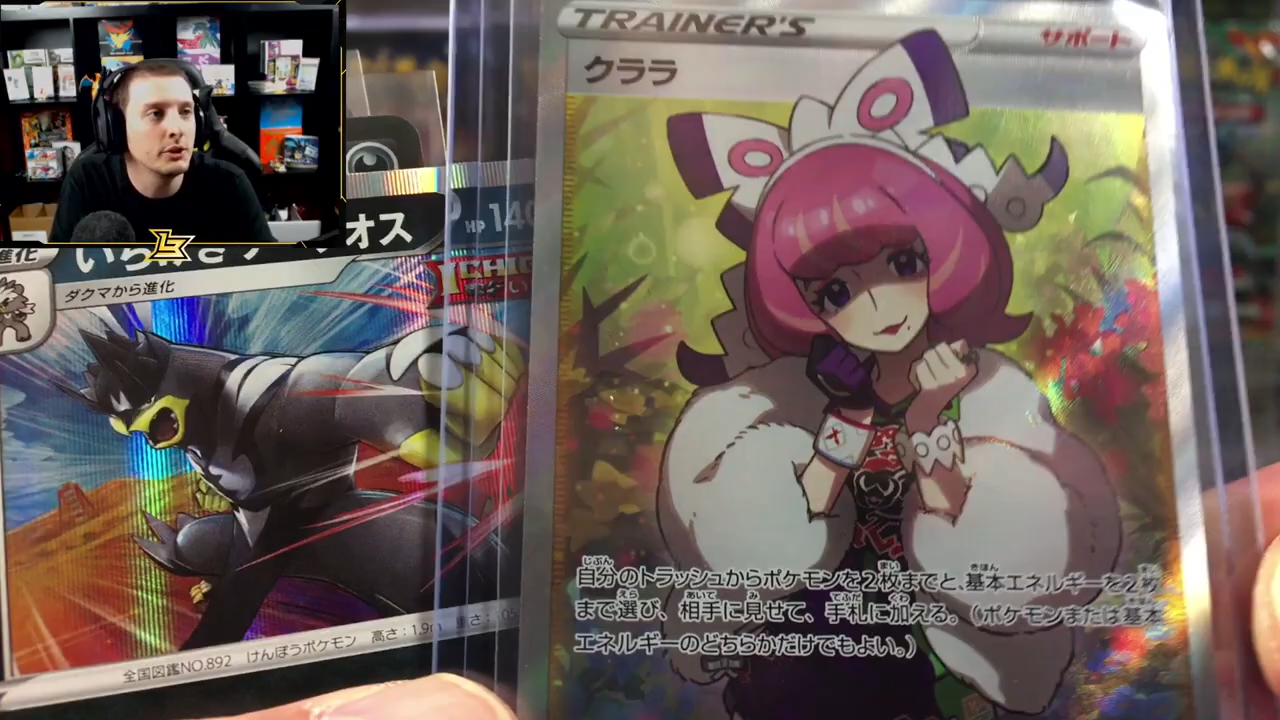 TRAINER'S
サポート
クララ
自分のトラッシュからポケモンを2枚までと、基本エネルギーを2枚
まで選び、相手に見せて、手札に加える。（ポケモンまたは基本
エネルギーのどちらかだけでもよい。）
進化
オス
HP 140
ダクマから進化
全国図鑑NO.892 けんぽうポケモン 高さ：1.9m 重さ：